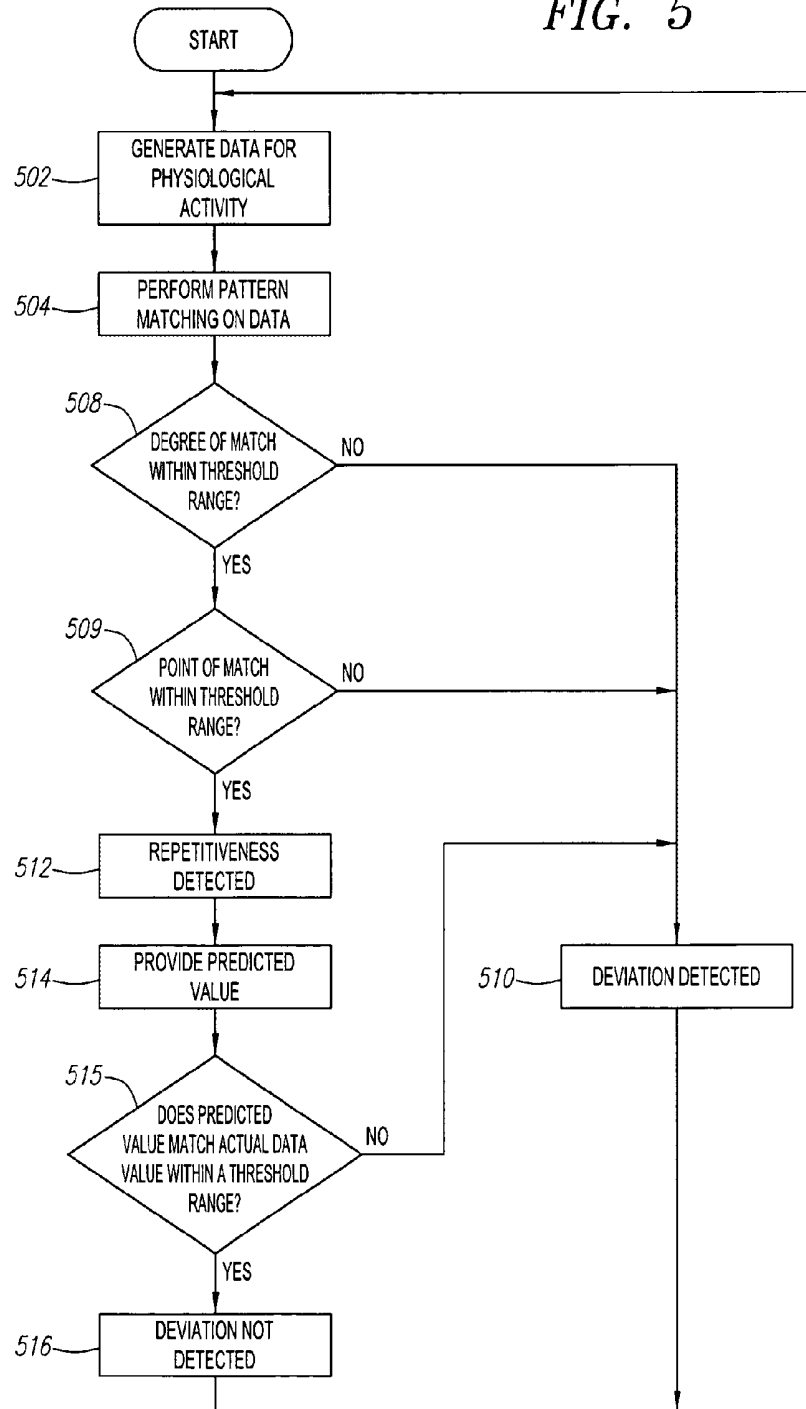 FIG. 5
START
502
GENERATE DATA FOR
PHYSIOLOGICAL
ACTIVITY
504
PERFORM PATTERN
MATCHING ON DATA
508
DEGREE OF MATCH
WITHIN THRESHOLD
RANGE?
NO
YES
509
POINT OF MATCH
WITHIN THRESHOLD
RANGE?
NO
YES
512
REPETITIVENESS
DETECTED
514
PROVIDE PREDICTED
VALUE
510
DEVIATION DETECTED
515
DOES PREDICTED
VALUE MATCH ACTUAL DATA
VALUE WITHIN A THRESHOLD
RANGE?
NO
YES
516
DEVIATION NOT
DETECTED